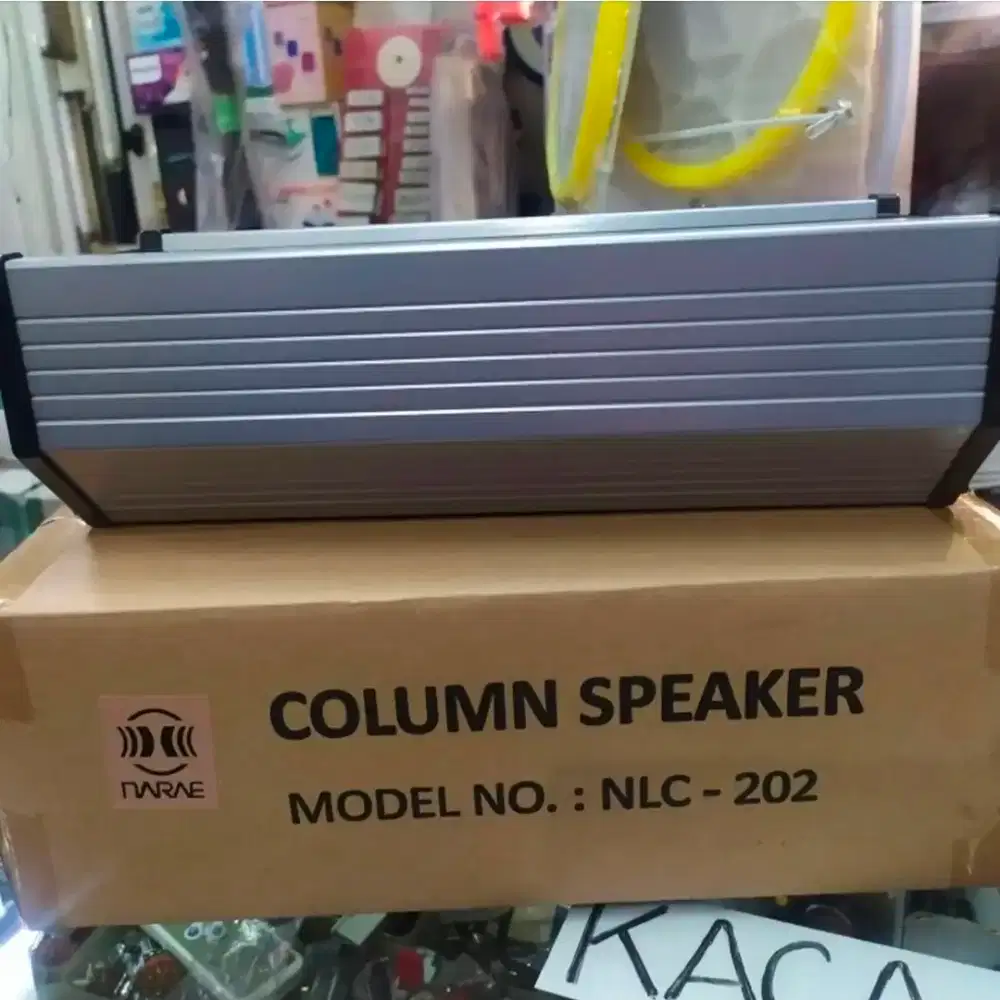 COLUMN SPEAKER
NARAE
MODEL NO. : NLC - 202
KACA